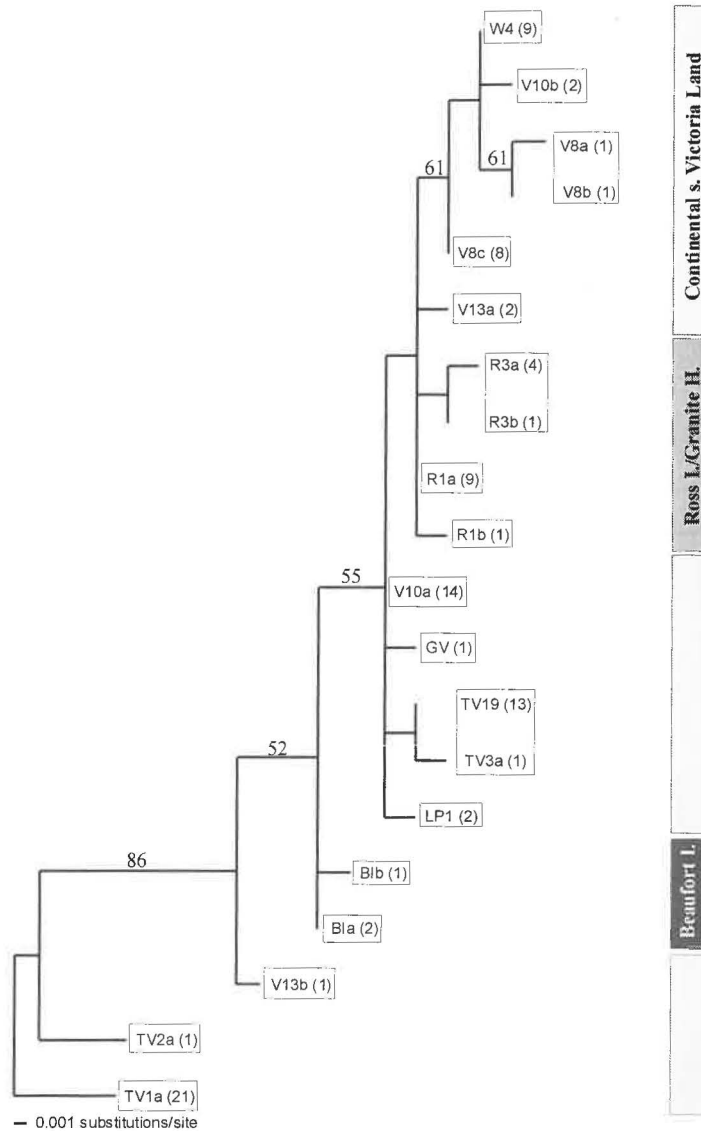 W4 (9)
V10b (2)
61
61
V8a (1)
V8b (1)
V8c (8)
V13a (2)
R3a (4)
R3b (1)
R1a (9)
R1b (1)
55
V10a (14)
GV (1)
TV19 (13)
52
TV3a (1)
LP1 (2)
86
BIb (1)
BIa (2)
V13b (1)
TV2a (1)
TV1a (21)
0.001 substitutions/site
Continental s. Victoria Land
Ross I./Granite H.
Beaufort I.